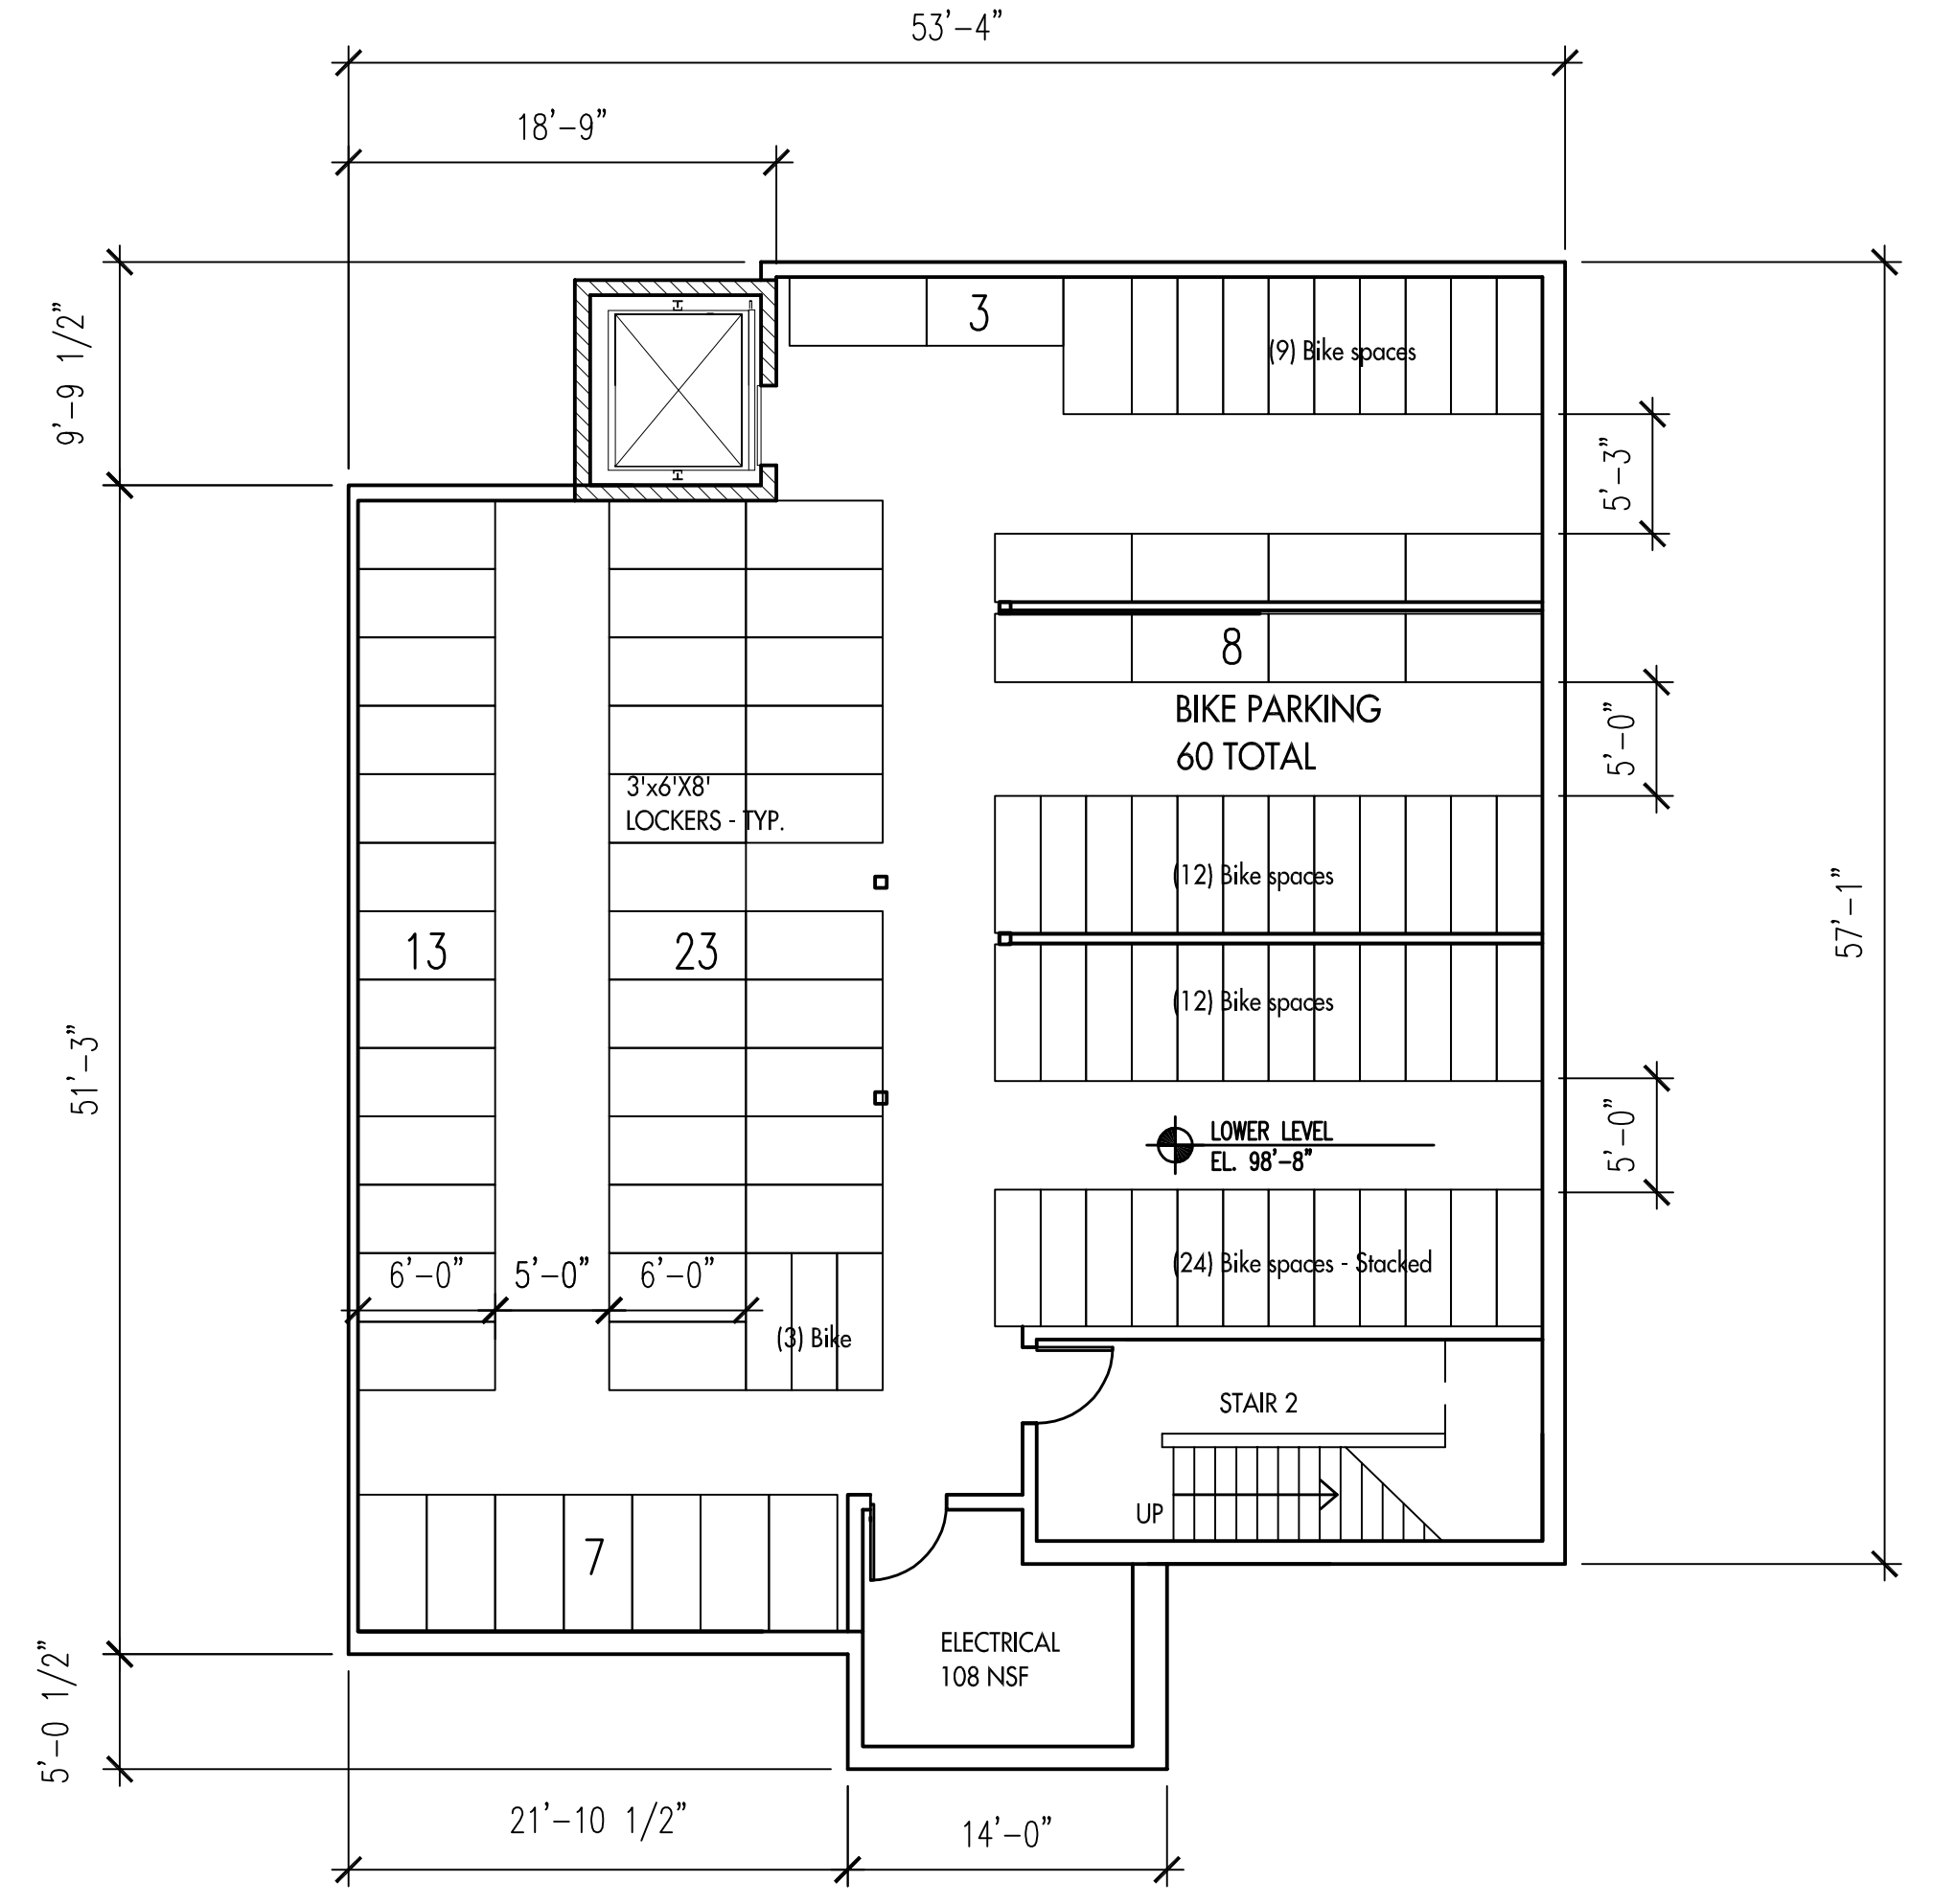 53'-4"
18'-9"
9'-9 1/2"
3
(9) Bike spaces
5'-3"
8
BIKE PARKING
60 TOTAL
5'-0"
3'x6'X8'
LOCKERS - TYP.
(12) Bike spaces
57'-1"
13
23
(12) Bike spaces
51'-3"
LOWER LEVEL
EL. 98'-8"
5'-0"
6'-0"
5'-0"
6'-0"
(24) Bike spaces - Stacked
(3) Bike
STAIR 2
UP
7
ELECTRICAL
108 NSF
5'-0 1/2"
21'-10 1/2"
14'-0"